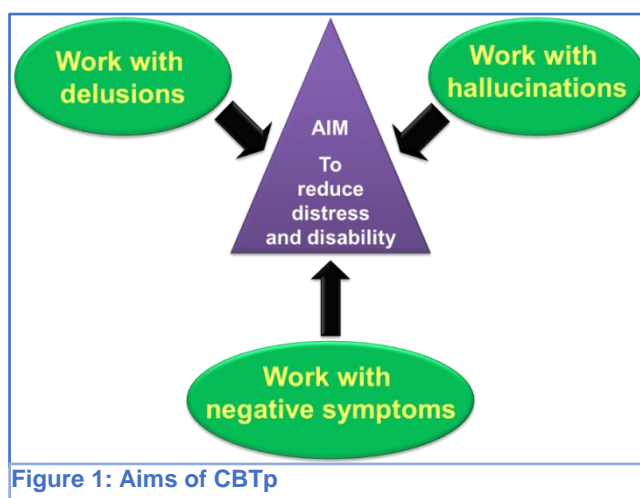 Work with
delusions
Work with
hallucinations
AIM
To
reduce
distress
and disability
Work with
negative symptoms
Figure 1: Aims of CBTp